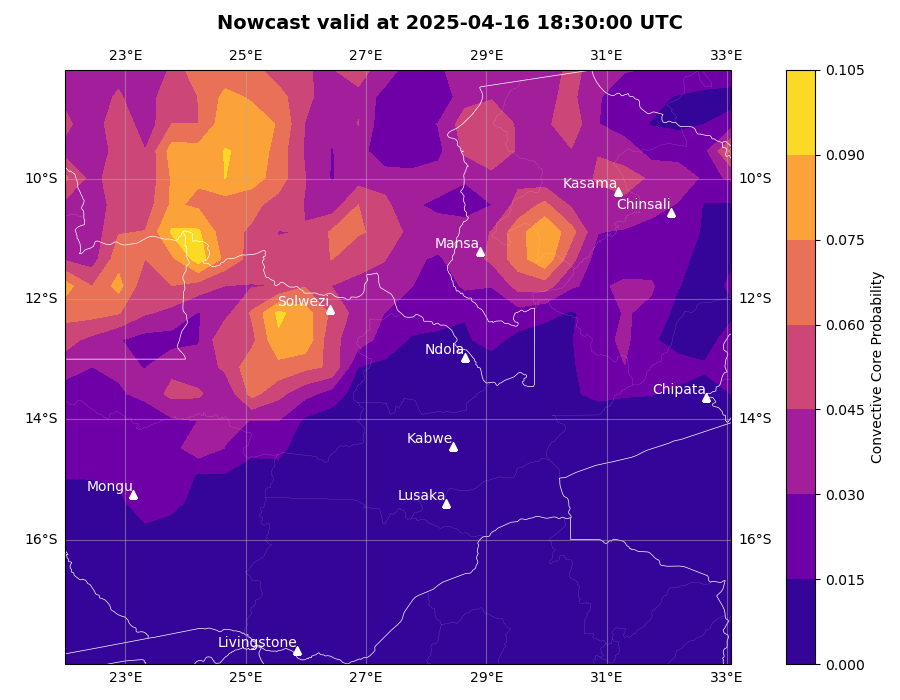 Nowcast valid at 2025-04-16 18:30:00 UTC
23°E 25°E 27°E 29°E 31°E 33°E
0.105
0.090
10°S 10°S
Kasama
Chinsali
0.075
Mansa
12°S 12°S
Solwezi
0.060
Ndola
Chipata
0.045
14°S 14°S
Kabwe
Mongu
Lusaka
0.030
16°S 16°S
0.015
Livingstone
0.000
23°E 25°E 27°E 29°E 31°E 33°E
Convective Core Probability